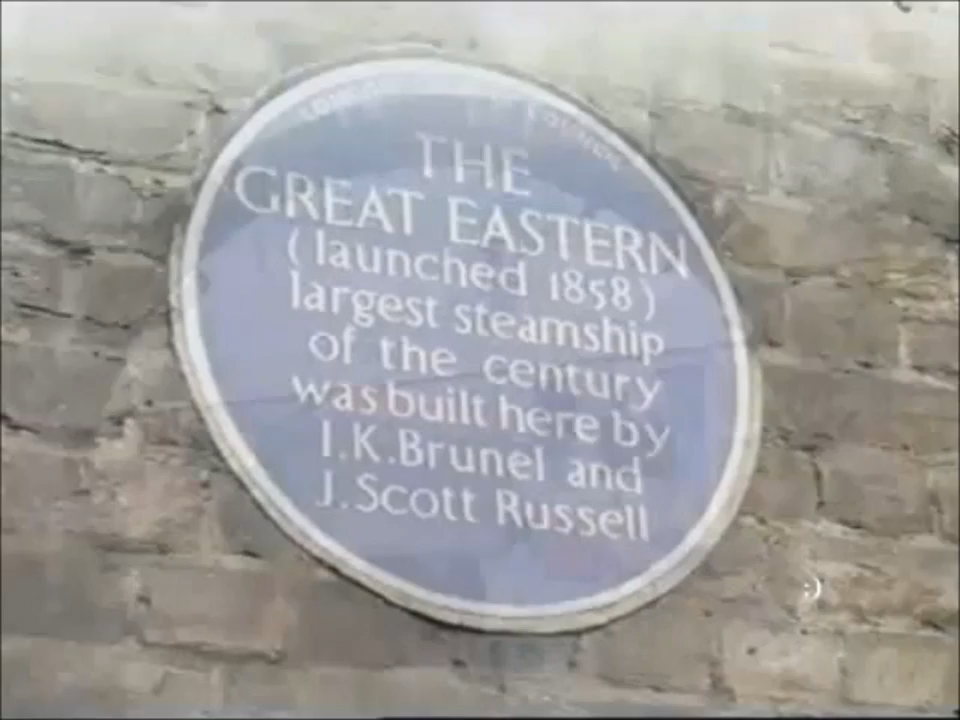 THE
GREAT EASTERN
(launched 1858)
largest steamship
of the century
was built here by
I.K.Brunel and
J.Scott Russell